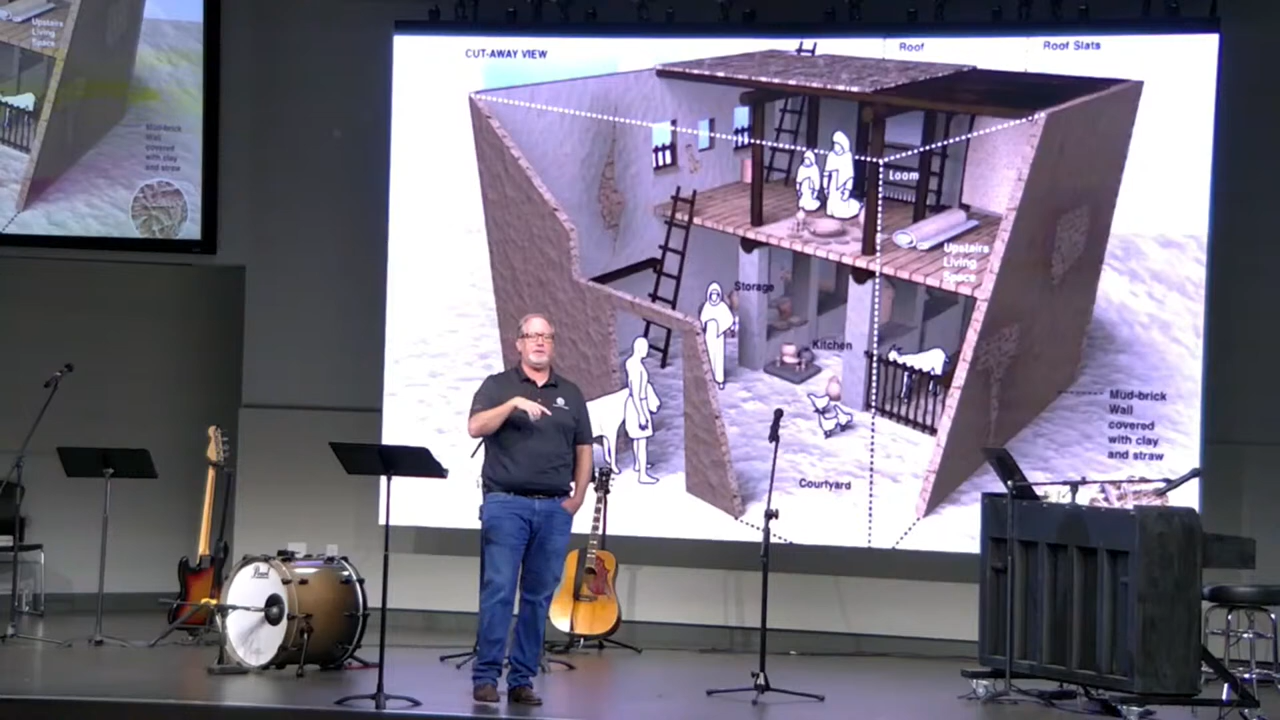 Upstairs
Living
Space
Mud-brick
Wall
covered
with clay
and straw
CUT-AWAY VIEW
Roof
Roof Slats
Loom
Upstairs
Living
Space
Storage
Kitchen
Mud-brick
Wall
covered
with clay
and straw
Courtyard
Pearl